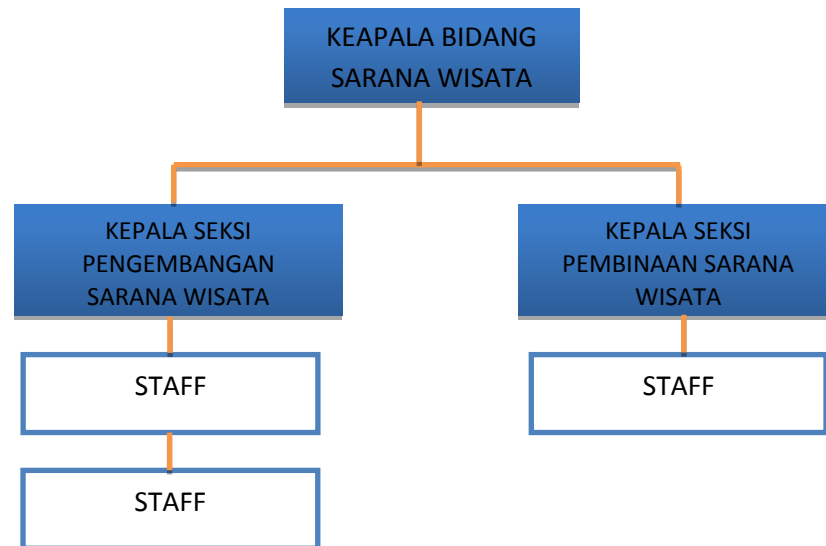 KEAPALA BIDANG
SARANA WISATA
KEPALA SEKSI
PENGEMBANGAN
SARANA WISATA
KEPALA SEKSI
PEMBINAAN SARANA
WISATA
STAFF
STAFF
STAFF